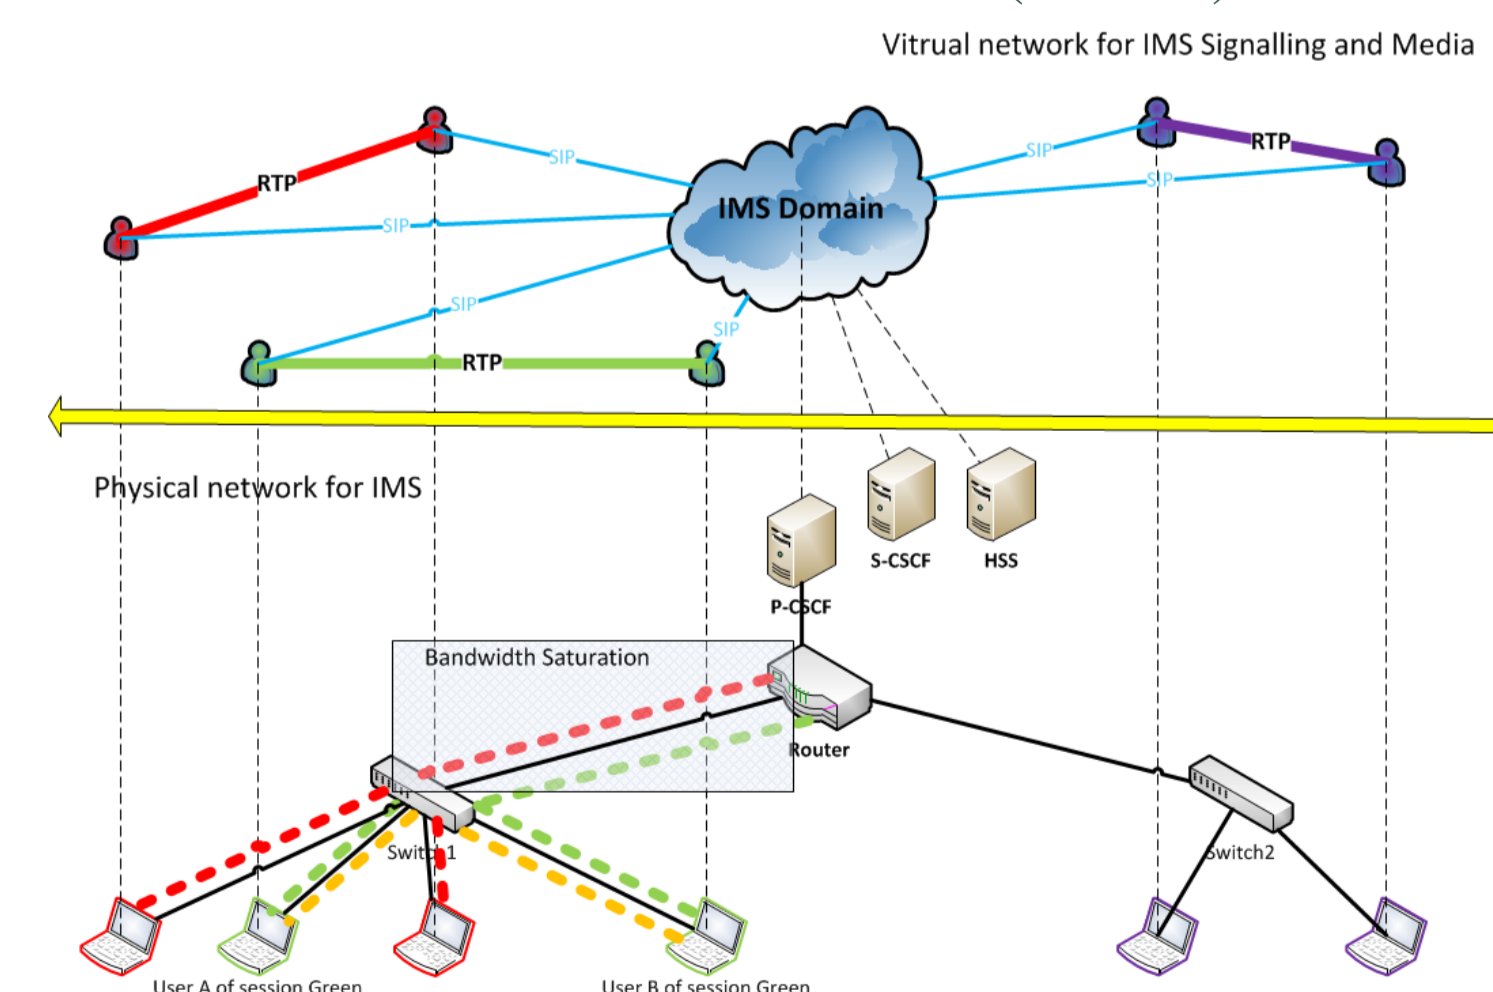 Vitrual network for IMS Signalling and Media
SIP
RTP
SIP
RTP
SIP
IMS Domain
SIP
SIP
SIP
RTP
Physical network for IMS
S-CSCF
HSS
P-CSCF
Bandwidth Saturation
Router
Switch1
Switch2
User A of session Green
User B of session Green